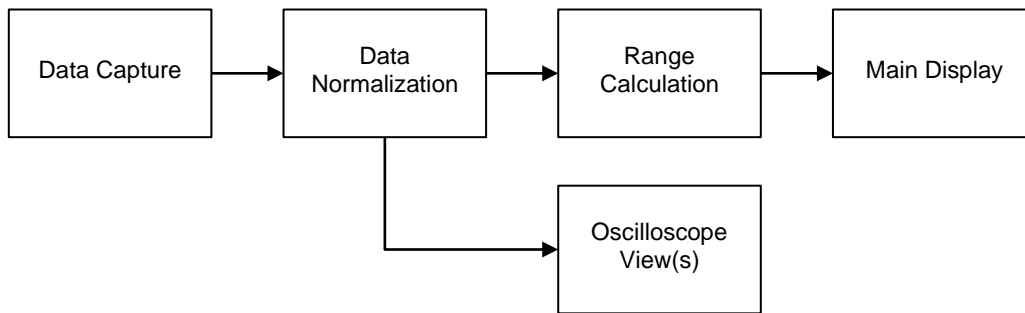 Data Capture
Data
Normalization
Range
Calculation
Main Display
Oscilloscope
View(s)